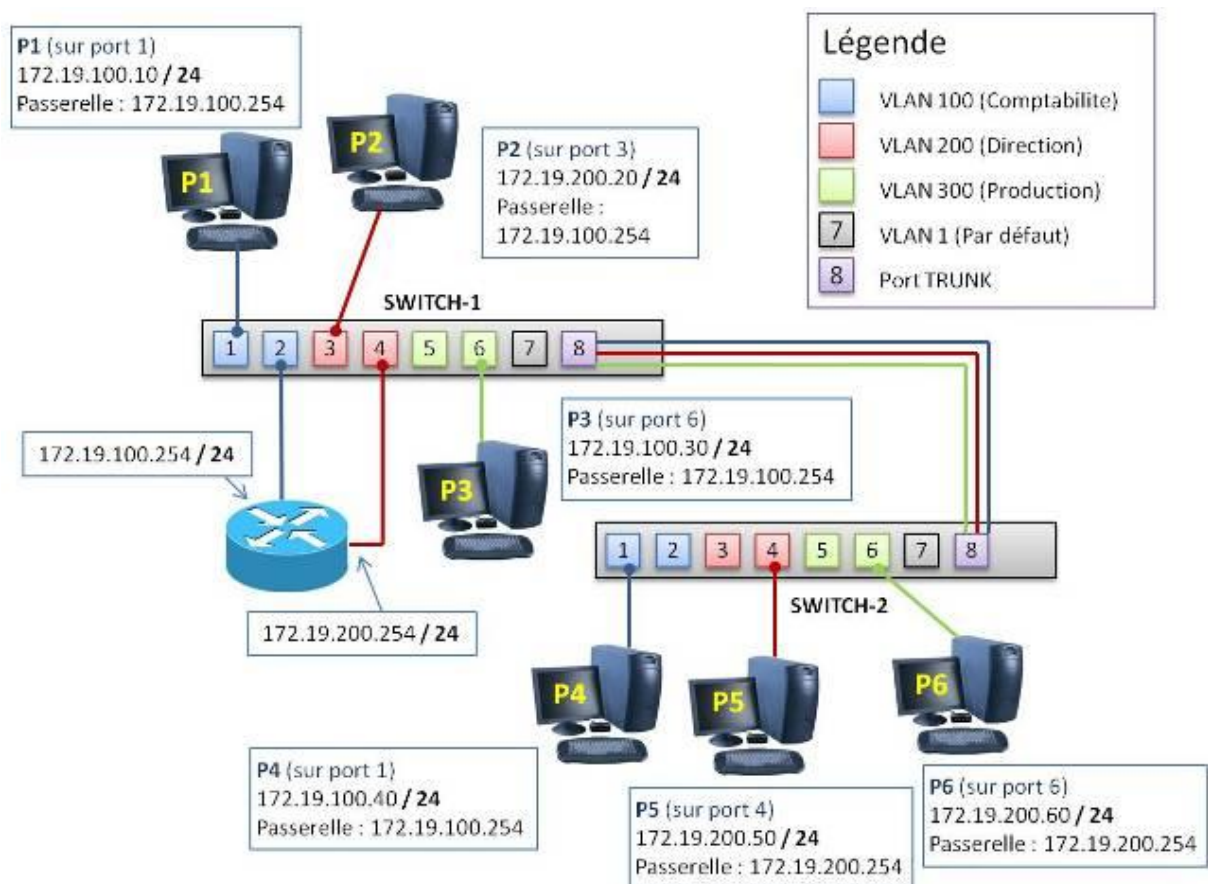 P1 (sur port 1)
172.19.100.10 / 24
Passerelle : 172.19.100.254
P1
P2
P2 (sur port 3)
172.19.200.20 / 24
Passerelle :
172.19.100.254
Légende
VLAN 100 (Comptabilite)
VLAN 200 (Direction)
VLAN 300 (Production)
7 VLAN 1 (Par défaut)
8 Port TRUNK
SWITCH-1
1 2 3 4 5 6 7 8
172.19.100.254 / 24
P3
P3 (sur port 6)
172.19.100.30 / 24
Passerelle : 172.19.100.254
1 2 3 4 5 6 7 8
SWITCH-2
172.19.200.254 / 24
P4
P5
P6
P4 (sur port 1)
172.19.100.40 / 24
Passerelle : 172.19.100.254
P5 (sur port 4)
172.19.200.50 / 24
Passerelle : 172.19.200.254
P6 (sur port 6)
172.19.200.60 / 24
Passerelle : 172.19.200.254